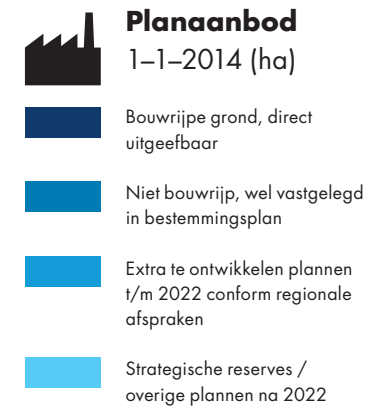 Planaanbod
1–1–2014 (ha)
Bouwrijpe grond, direct
uitgeefbaar
Niet bouwrijp, wel vastgelegd
in bestemmingsplan
Extra te ontwikkelen plannen
t/m 2022 conform regionale
afspraken
Strategische reserves /
overige plannen na 2022